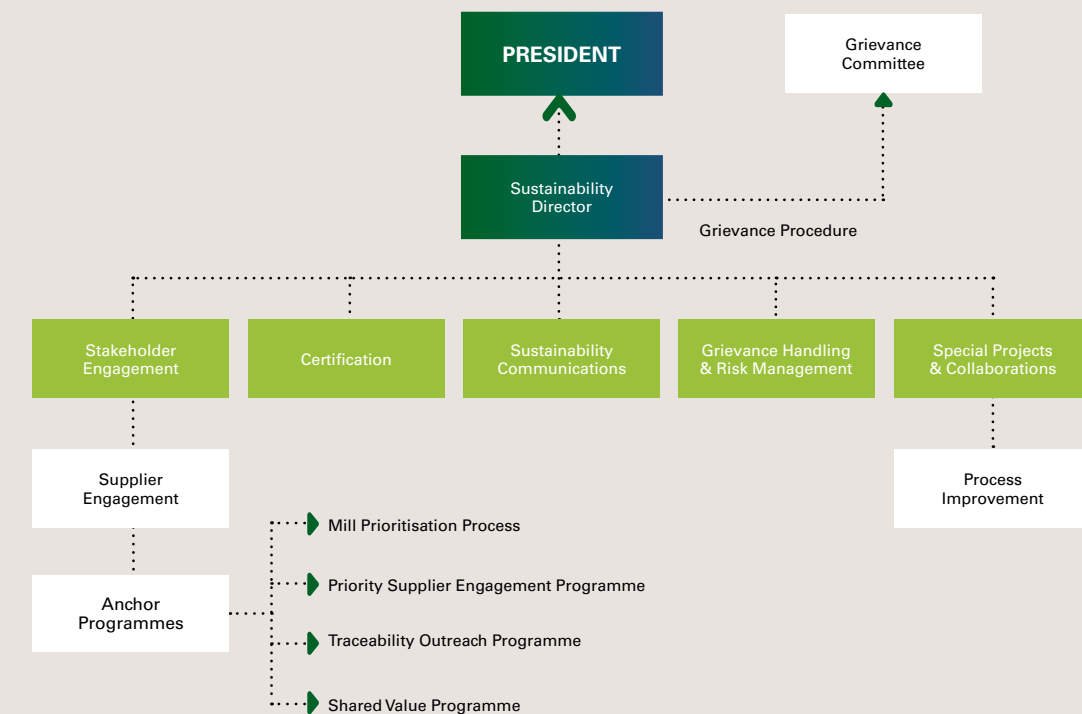 PRESIDENT
Grievance
Committee
Sustainability
Director
Grievance Procedure
Stakeholder
Engagement
Certification
Sustainability
Communications
Grievance Handling
& Risk Management
Special Projects
& Collaborations
Supplier
Engagement
Process
Improvement
Anchor
Programmes
Mill Prioritisation Process
Priority Supplier Engagement Programme
Traceability Outreach Programme
Shared Value Programme